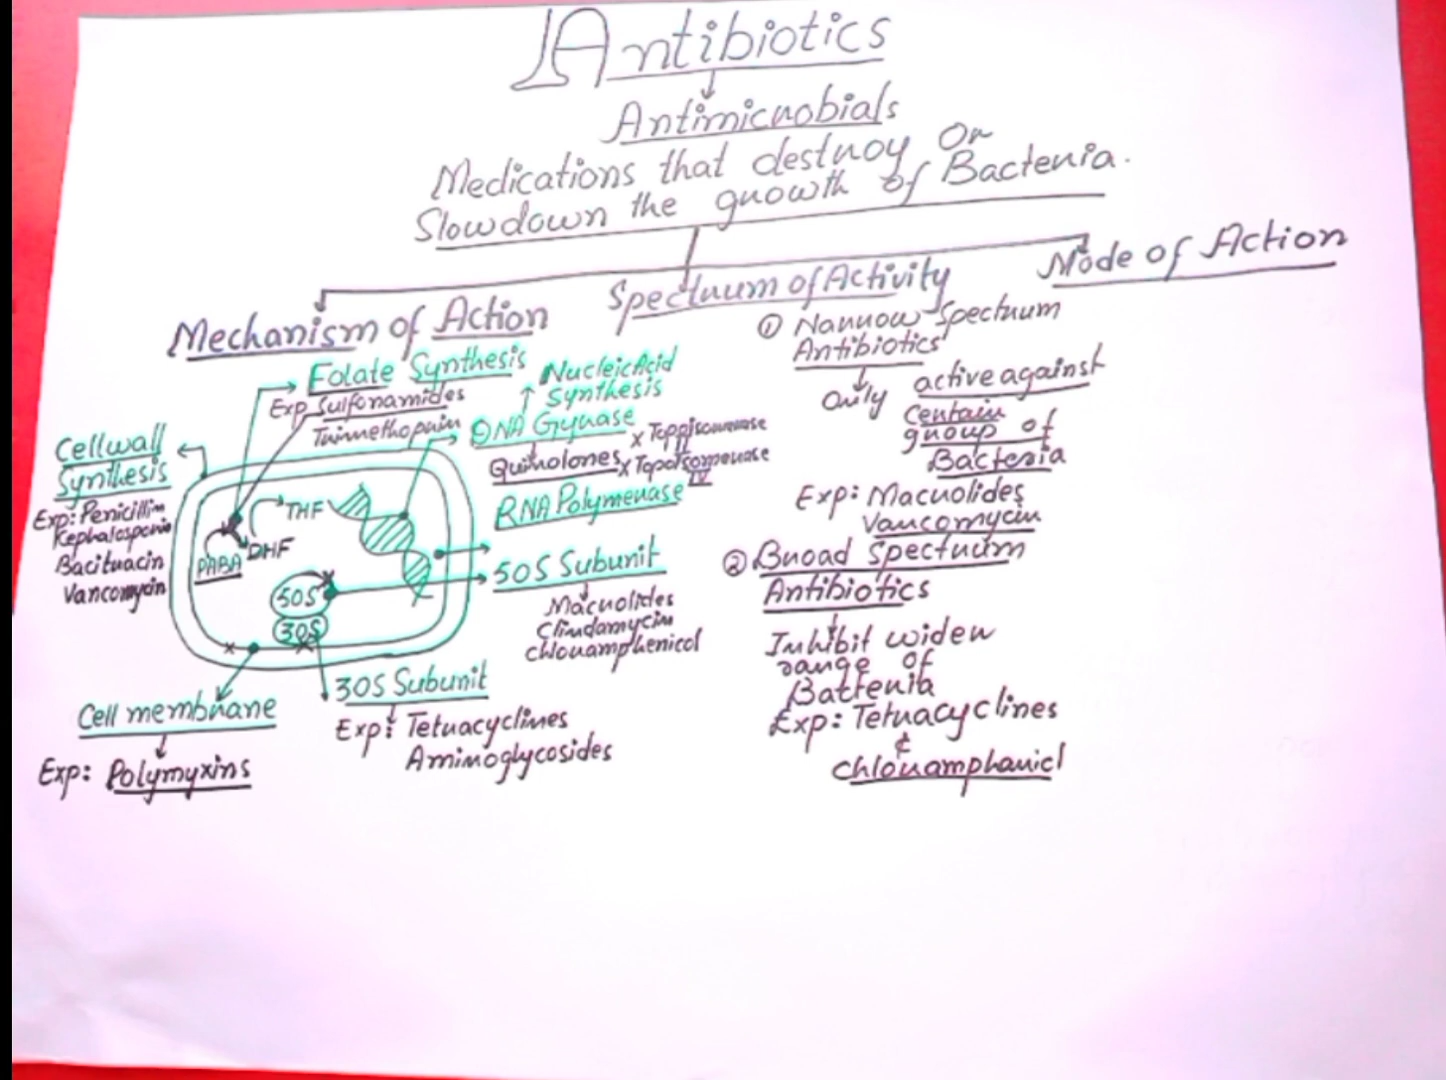 Antibiotics
Antimicrobials
Medications that destroy or
Slowdown the growth of Bacteria.
Mechanism of Action
Spectrum of Activity
Mode of Action
Folate Synthesis
Exp Sulfonamides
Trimethoprim
Nucleic Acid
Synthesis
DNA Gyrase
Quinolones
x Topoisomerase
II
x Topoisomerase
IV
RNA Polymerase
Cellwall
Synthesis
Exp: Penicillin
Kephalosporin
Bacitracin
Vancomycin
THF
DHF
PABA
50S
30S
50S Subunit
Macrolides
Clindamycin
chloramphenicol
30S Subunit
Exp: Tetracyclines
Aminoglycosides
Cell membrane
Exp: Polymyxins
① Narrow Spectrum
Antibiotics
Only active against
Certain
group of
Bacteria
Exp: Macrolides
Vancomycin
② Broad Spectrum
Antibiotics
Inhibit wider
range of
Bacteria
Exp: Tetracyclines
&
chloramphanicl